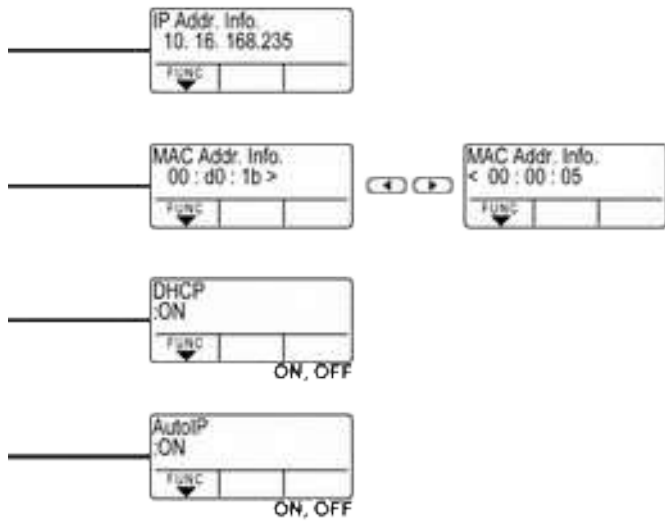 IP Addr. Info.
10. 16. 168.235
FUNC
MAC Addr. Info.
00 : d0 : 1b >
FUNC
MAC Addr. Info.
< 00 : 00 : 05
FUNC
DHCP
:ON
FUNC
ON, OFF
AutoIP
:ON
FUNC
ON, OFF